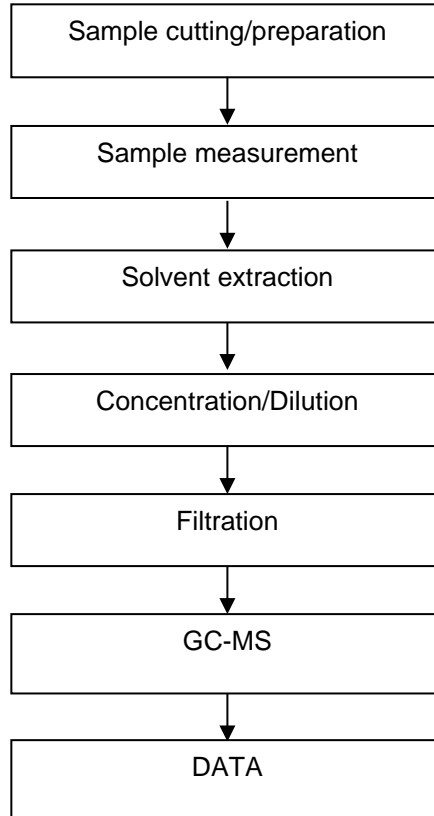 Sample cutting/preparation
Sample measurement
Solvent extraction
Concentration/Dilution
Filtration
GC-MS
DATA